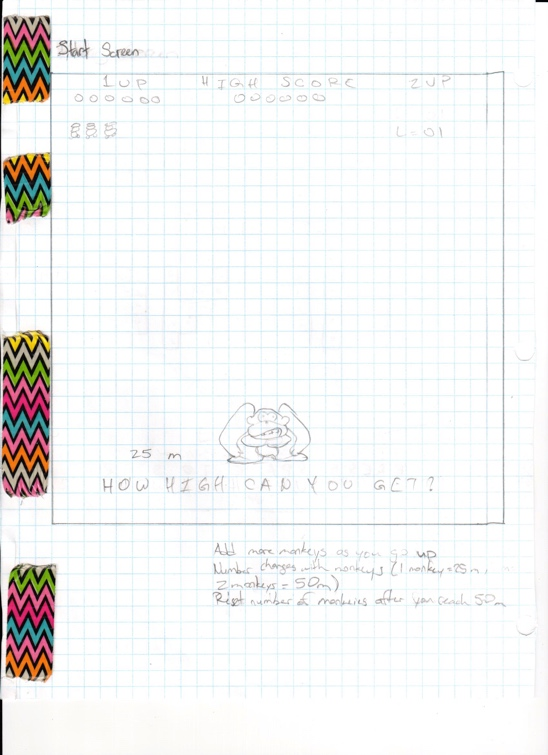 Start Screen
1UP HIGH SCORE 2UP
000000 000000
L=01
25 m
HOW HIGH CAN YOU GET?
Add more monkeys as you go up
Number changes with monkeys (1 monkey=25m,
2 monkeys = 50m)
Reset number of monkeies after you reach 50m